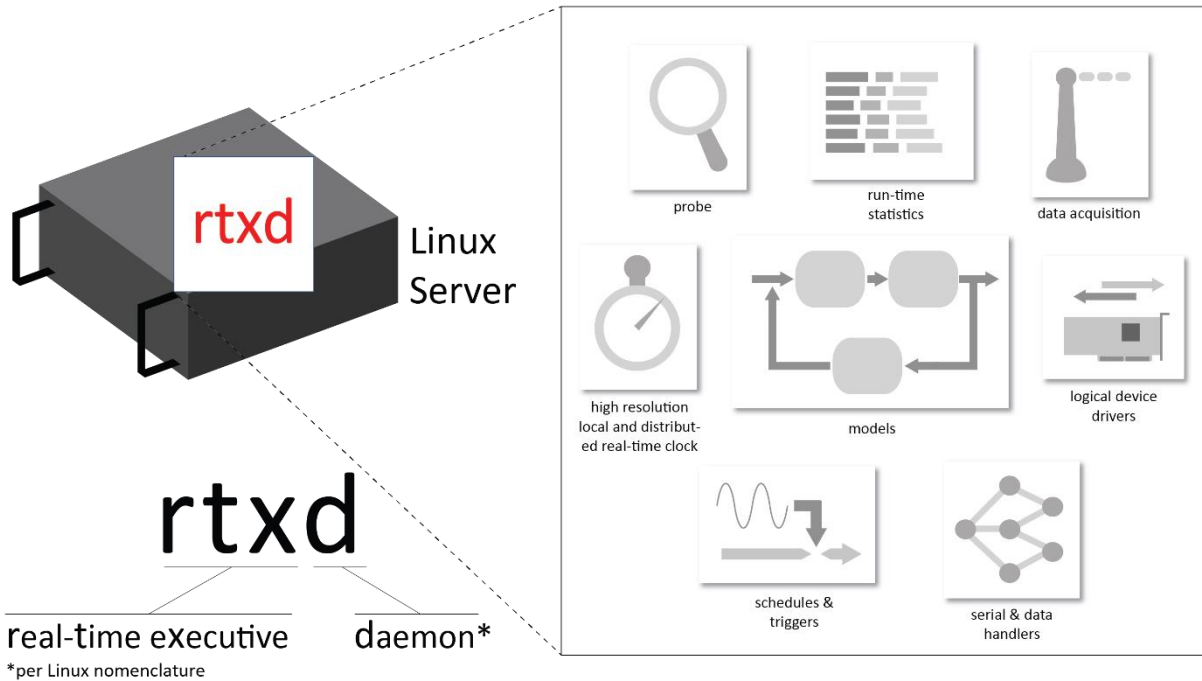 rtxd
Linux
Server
rtxd
real-time executive
daemon*
*per Linux nomenclature
probe
run-time
statistics
data acquisition
high resolution
local and distribut-
ed real-time clock
models
logical device
drivers
schedules &
triggers
serial & data
handlers